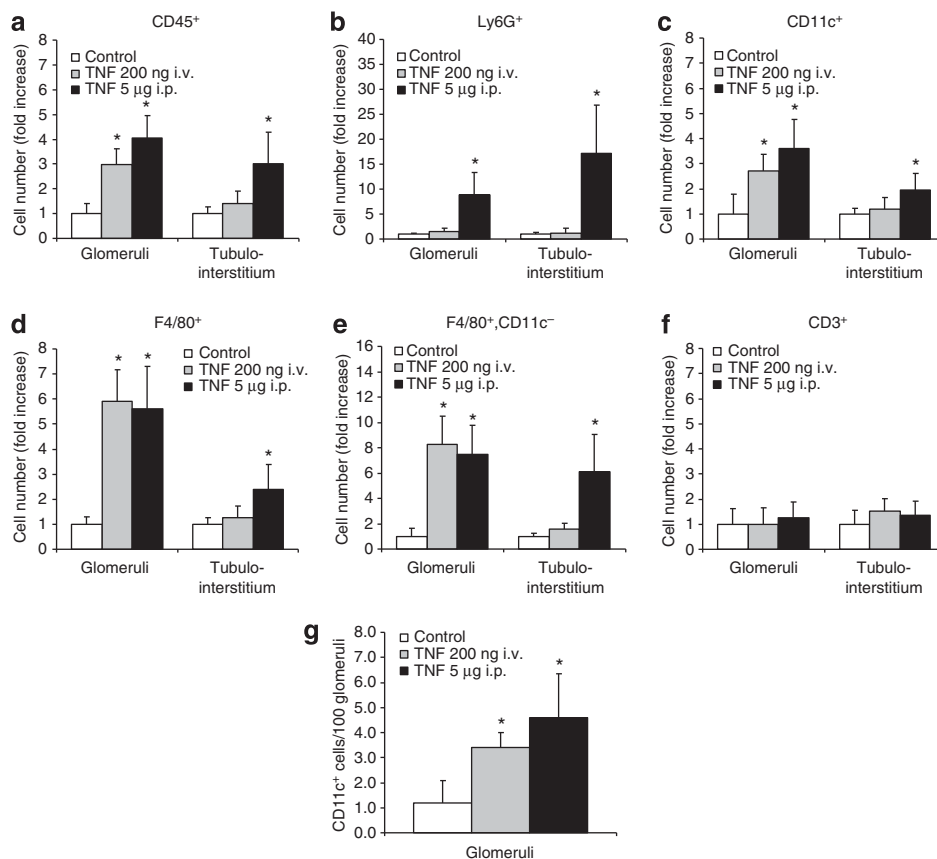 a
CD45⁺
Cell number (fold increase)
8
7
6
5
4
3
2
1
0
Control
TNF 200 ng i.v.
TNF 5 μg i.p.
*
*
*
Glomeruli
Tubulo-
interstitium
b
Ly6G⁺
Cell number (fold increase)
40
35
30
25
20
15
10
5
0
Control
TNF 200 ng i.v.
TNF 5 μg i.p.
*
*
Glomeruli
Tubulo-
interstitium
c
CD11c⁺
Cell number (fold increase)
8
7
6
5
4
3
2
1
0
Control
TNF 200 ng i.v.
TNF 5 μg i.p.
*
*
*
Glomeruli
Tubulo-
interstitium
d
F4/80⁺
Cell number (fold increase)
8
7
6
5
4
3
2
1
0
Control
TNF 200 ng i.v.
TNF 5 μg i.p.
*
*
*
Glomeruli
Tubulo-
interstitium
e
F4/80⁺,CD11c⁻
Cell number (fold increase)
16
14
12
10
8
6
4
2
0
Control
TNF 200 ng i.v.
TNF 5 μg i.p.
*
*
*
Glomeruli
Tubulo-
interstitium
f
CD3⁺
Cell number (fold increase)
8
7
6
5
4
3
2
1
0
Control
TNF 200 ng i.v.
TNF 5 μg i.p.
Glomeruli
Tubulo-
interstitium
g
CD11c⁺ cells/100 glomeruli
8.0
7.0
6.0
5.0
4.0
3.0
2.0
1.0
0.0
Control
TNF 200 ng i.v.
TNF 5 μg i.p.
*
*
Glomeruli